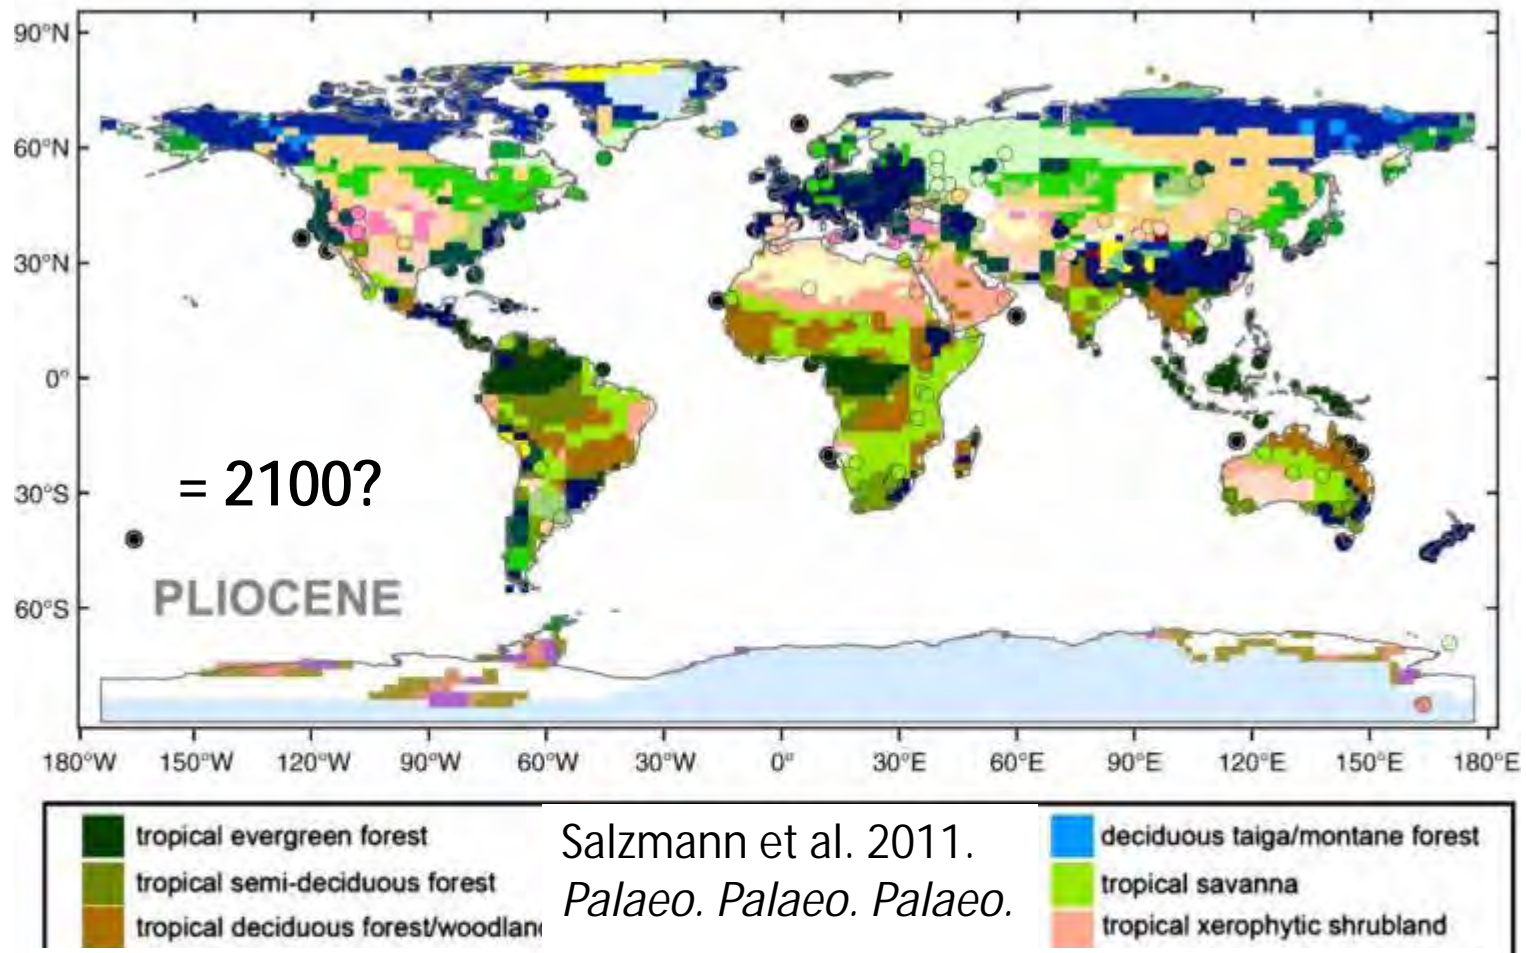 90°N
60°N
30°N
0°
30°S
60°S
= 2100?
PLIOCENE
180°W 150°W 120°W 90°W 60°W 30°W 0° 30°E 60°E 90°E 120°E 150°E 180°E
tropical evergreen forest
tropical semi-deciduous forest
tropical deciduous forest/woodlan
Salzmann et al. 2011.
Palaeo. Palaeo. Palaeo.
deciduous taiga/montane forest
tropical savanna
tropical xerophytic shrubland